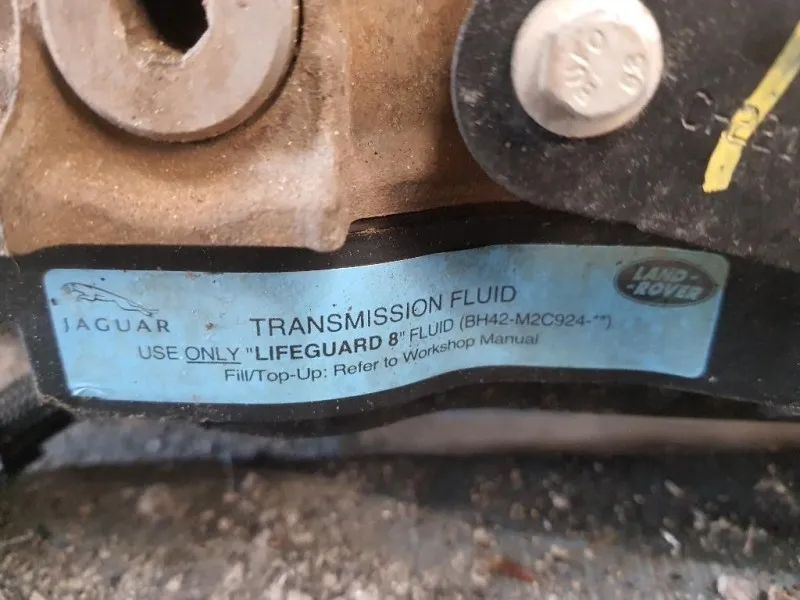 JAGUAR
TRANSMISSION FLUID
LAND-
-ROVER
USE ONLY "LIFEGUARD 8" FLUID (BH42-M2C924-**)
Fill/Top-Up: Refer to Workshop Manual